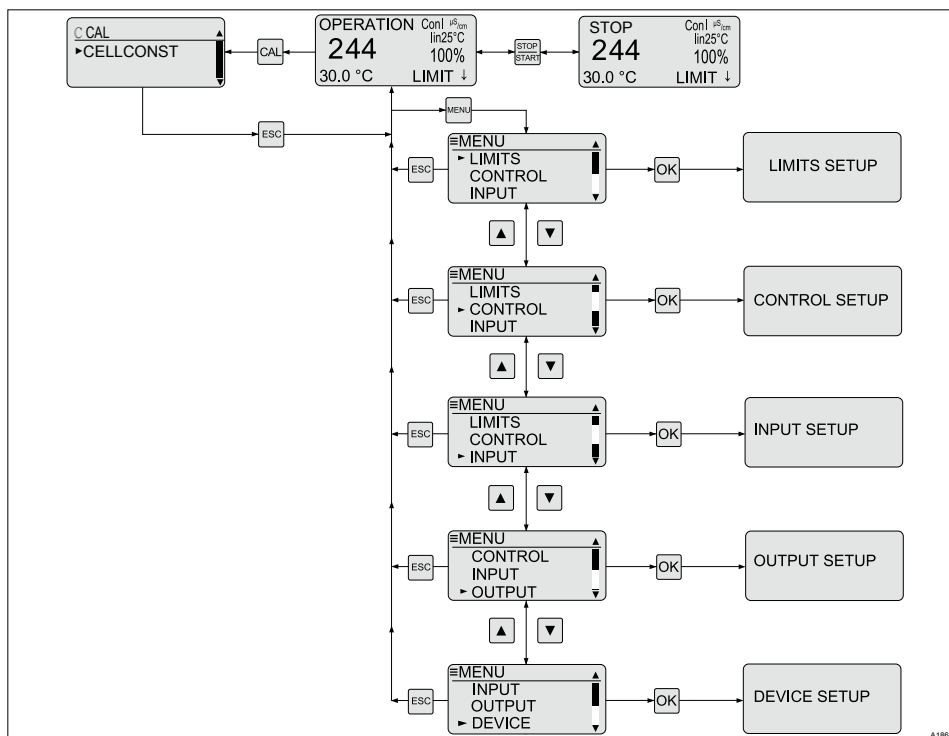 C CAL
CELLCONST
CAL
OPERATION ConI µS/cm
244 lin25°C
100%
30.0 °C LIMIT ↓
STOP
START
STOP ConI µS/cm
244 lin25°C
100%
30.0 °C LIMIT ↓
ESC
MENU
≡MENU
▲
► LIMITS
CONTROL
INPUT
▼
ESC
OK
LIMITS SETUP
▲ ▼
≡MENU
▲
LIMITS
► CONTROL
INPUT
▼
ESC
OK
CONTROL SETUP
▲ ▼
≡MENU
▲
LIMITS
CONTROL
► INPUT
▼
ESC
OK
INPUT SETUP
▲ ▼
≡MENU
▲
CONTROL
INPUT
► OUTPUT
▼
ESC
OK
OUTPUT SETUP
▲ ▼
≡MENU
▲
INPUT
OUTPUT
► DEVICE
▼
ESC
OK
DEVICE SETUP